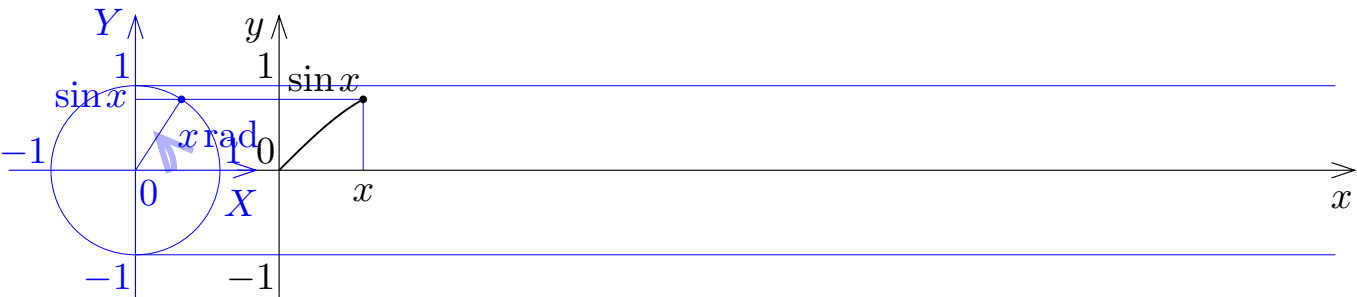 Y y
1 1
sin x sin x
x rad
−1 1 0
0 X x x
−1 −1